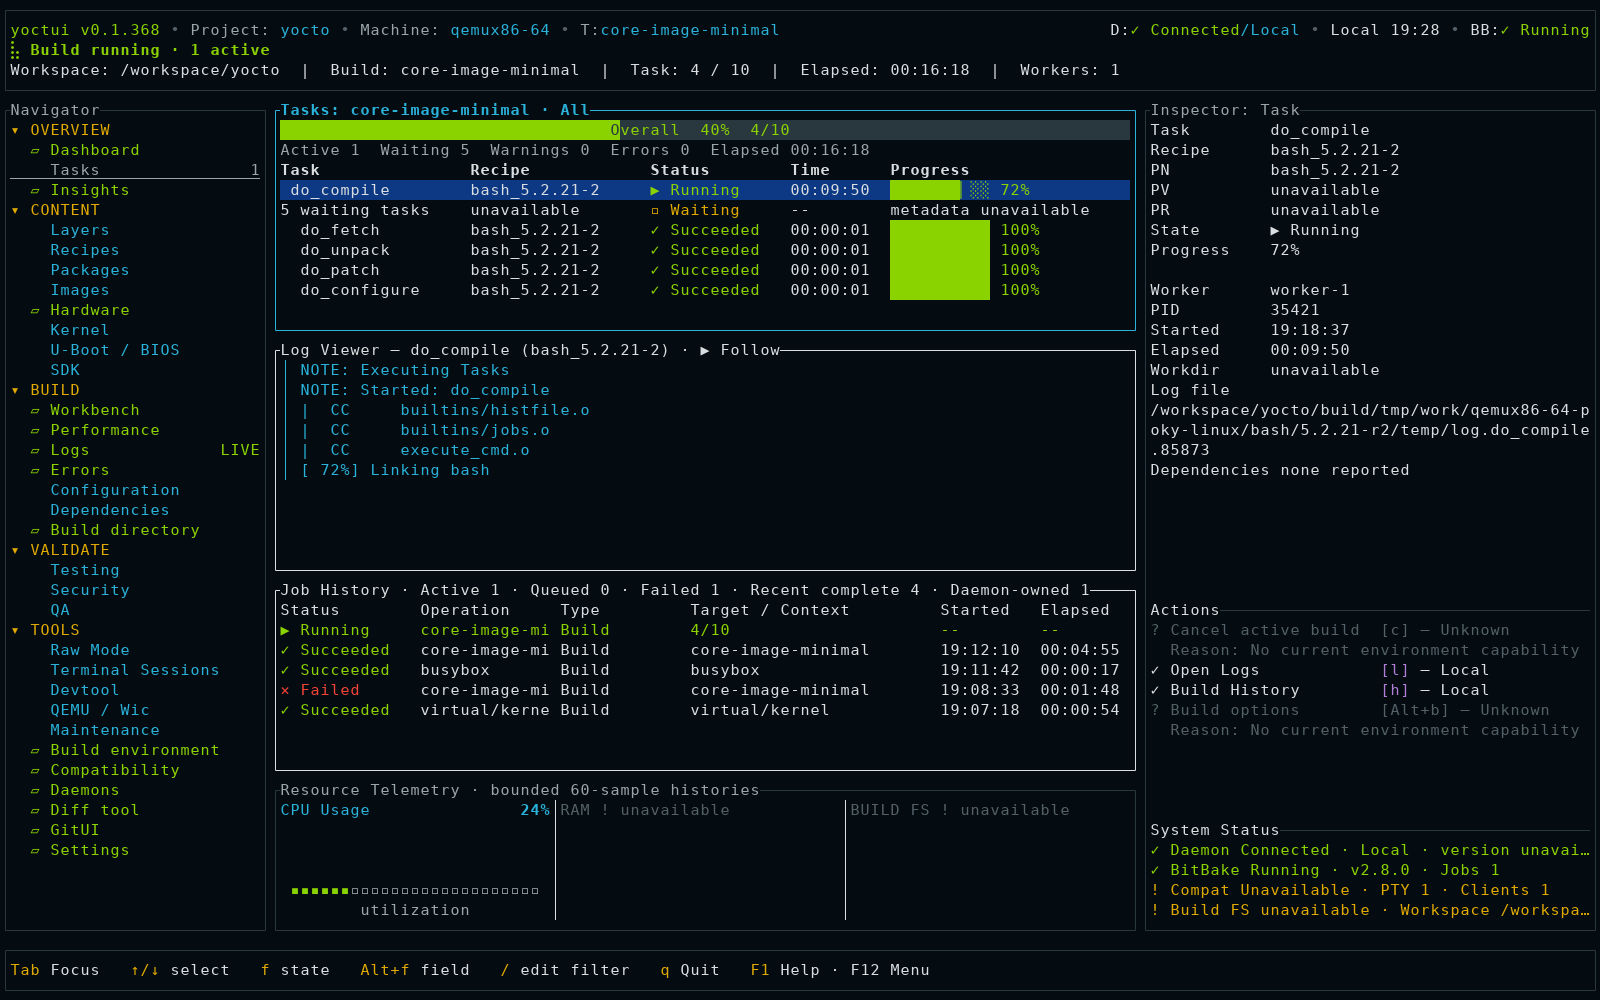 yoctui v0.1.368 • Project: yocto • Machine: qemux86-64 • T:core-image-minimal D:✓ Connected/Local • Local 19:28 • BB:✓ Running
Build running · 1 active
Workspace: /workspace/yocto | Build: core-image-minimal | Task: 4 / 10 | Elapsed: 00:16:18 | Workers: 1
Navigator
▾ OVERVIEW
▱ Dashboard
Tasks 1
▱ Insights
▾ CONTENT
Layers
Recipes
Packages
Images
▱ Hardware
Kernel
U-Boot / BIOS
SDK
▾ BUILD
▱ Workbench
▱ Performance
▱ Logs LIVE
▱ Errors
Configuration
Dependencies
▱ Build directory
▾ VALIDATE
Testing
Security
QA
▾ TOOLS
Raw Mode
Terminal Sessions
Devtool
QEMU / Wic
Maintenance
▱ Build environment
▱ Compatibility
▱ Daemons
▱ Diff tool
▱ GitUI
▱ Settings
Tasks: core-image-minimal · All
Overall 40% 4/10
Active 1 Waiting 5 Warnings 0 Errors 0 Elapsed 00:16:18
Task Recipe Status Time Progress
do_compile bash_5.2.21-2 ▶ Running 00:09:50 72%
5 waiting tasks unavailable ▫ Waiting -- metadata unavailable
do_fetch bash_5.2.21-2 ✓ Succeeded 00:00:01 100%
do_unpack bash_5.2.21-2 ✓ Succeeded 00:00:01 100%
do_patch bash_5.2.21-2 ✓ Succeeded 00:00:01 100%
do_configure bash_5.2.21-2 ✓ Succeeded 00:00:01 100%
Log Viewer — do_compile (bash_5.2.21-2) · ▶ Follow
NOTE: Executing Tasks
NOTE: Started: do_compile
| CC builtins/histfile.o
| CC builtins/jobs.o
| CC execute_cmd.o
[ 72%] Linking bash
Job History · Active 1 · Queued 0 · Failed 1 · Recent complete 4 · Daemon-owned 1
Status Operation Type Target / Context Started Elapsed
▶ Running core-image-mi Build 4/10 -- --
✓ Succeeded core-image-mi Build core-image-minimal 19:12:10 00:04:55
✓ Succeeded busybox Build busybox 19:11:42 00:00:17
✕ Failed core-image-mi Build core-image-minimal 19:08:33 00:01:48
✓ Succeeded virtual/kerne Build virtual/kernel 19:07:18 00:00:54
Resource Telemetry · bounded 60-sample histories
CPU Usage 24% RAM ! unavailable BUILD FS ! unavailable
utilization
Inspector: Task
Task do_compile
Recipe bash_5.2.21-2
PN bash_5.2.21-2
PV unavailable
PR unavailable
State ▶ Running
Progress 72%
Worker worker-1
PID 35421
Started 19:18:37
Elapsed 00:09:50
Workdir unavailable
Log file
/workspace/yocto/build/tmp/work/qemux86-64-p
oky-linux/bash/5.2.21-r2/temp/log.do_compile
.85873
Dependencies none reported
Actions
? Cancel active build [c] — Unknown
Reason: No current environment capability
✓ Open Logs [l] — Local
✓ Build History [h] — Local
? Build options [Alt+b] — Unknown
Reason: No current environment capability
System Status
✓ Daemon Connected · Local · version unavai…
✓ BitBake Running · v2.8.0 · Jobs 1
! Compat Unavailable · PTY 1 · Clients 1
! Build FS unavailable · Workspace /workspa…
Tab Focus ↑/↓ select f state Alt+f field / edit filter q Quit F1 Help · F12 Menu